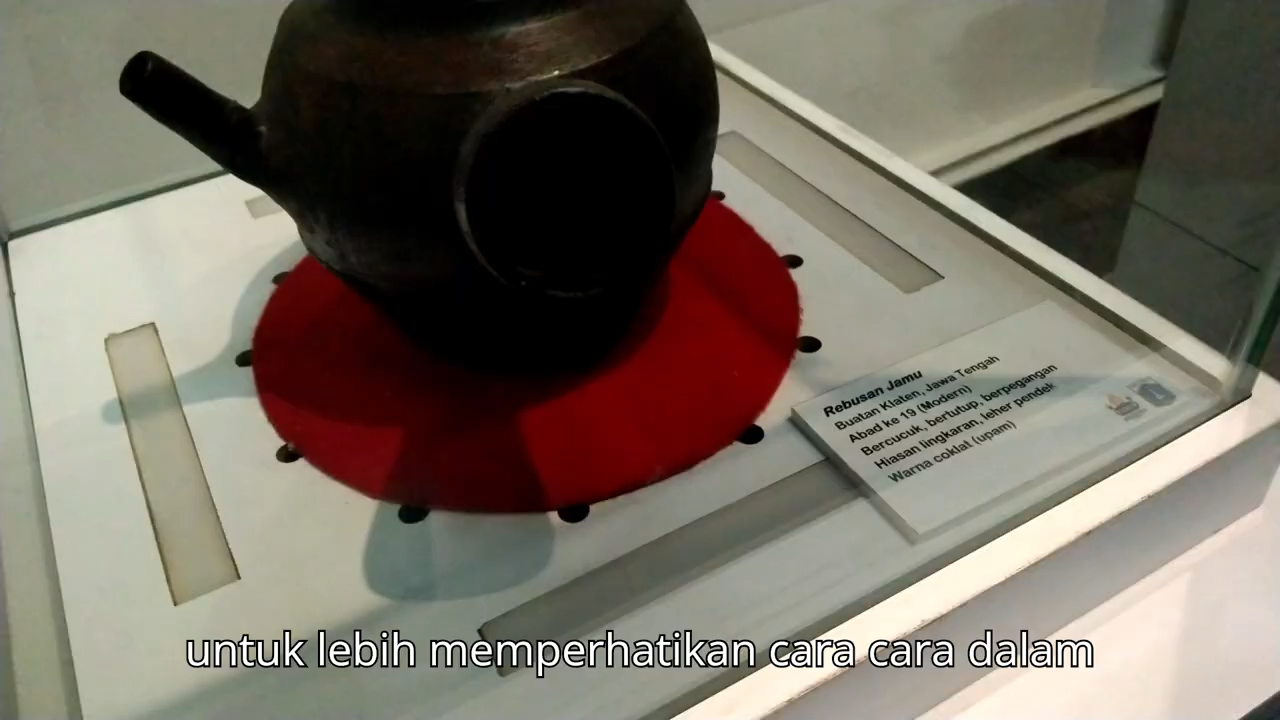 Rebusan Jamu
Buatan Klaten, Jawa Tengah
Abad ke 19 (Modern)
Bercucuk, bertutup, berpegangan
Hiasan lingkaran, leher pendek
Warna coklat (upam)
untuk lebih memperhatikan cara cara dalam